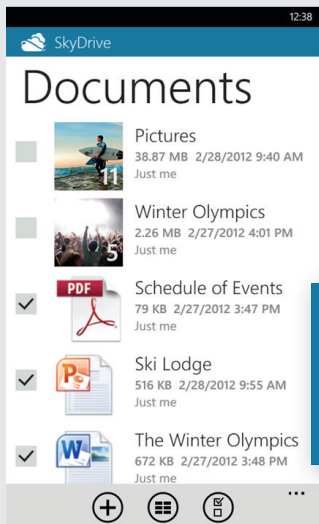 12:38
SkyDrive
Documents
Pictures
38.87 MB 2/28/2012 9:40 AM
Just me
11
Winter Olympics
2.26 MB 2/27/2012 4:01 PM
Just me
5
Schedule of Events
79 KB 2/27/2012 3:47 PM
Just me
PDF
Ski Lodge
516 KB 2/28/2012 9:55 AM
Just me
P
The Winter Olympics
672 KB 2/27/2012 3:48 PM
Just me
W
...